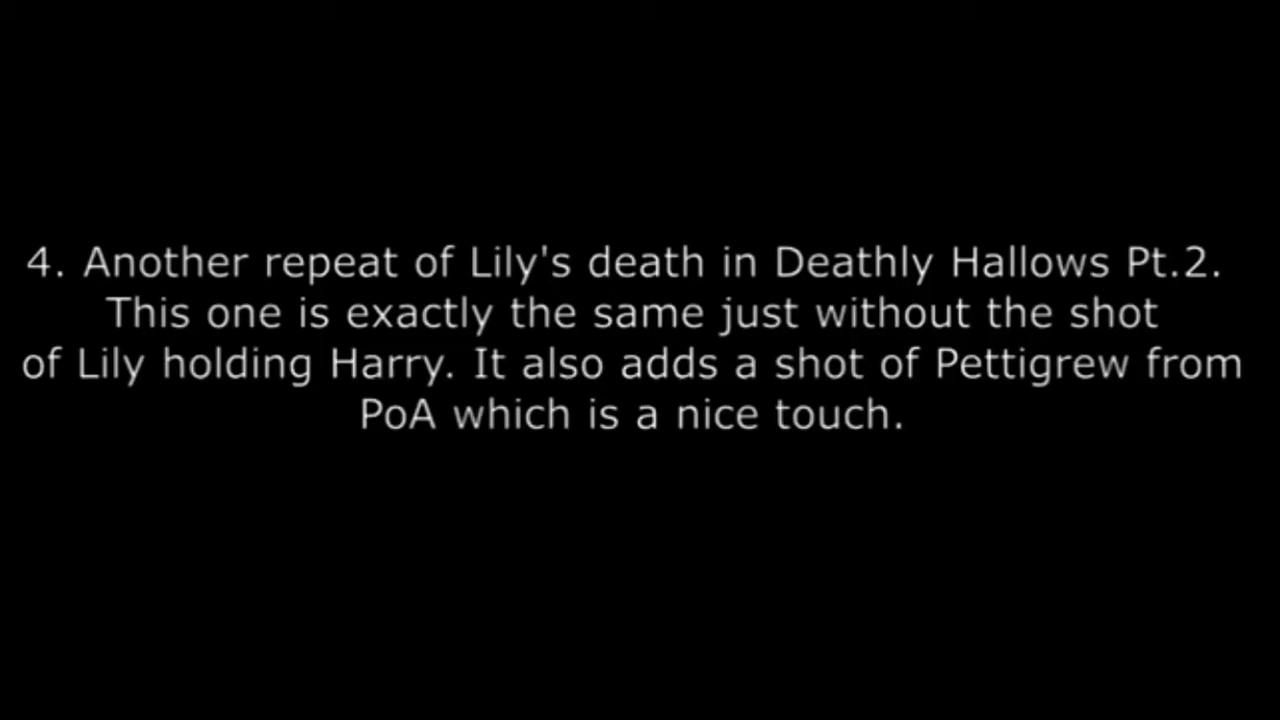 4. Another repeat of Lily's death in Deathly Hallows Pt.2.
This one is exactly the same just without the shot
of Lily holding Harry. It also adds a shot of Pettigrew from
PoA which is a nice touch.